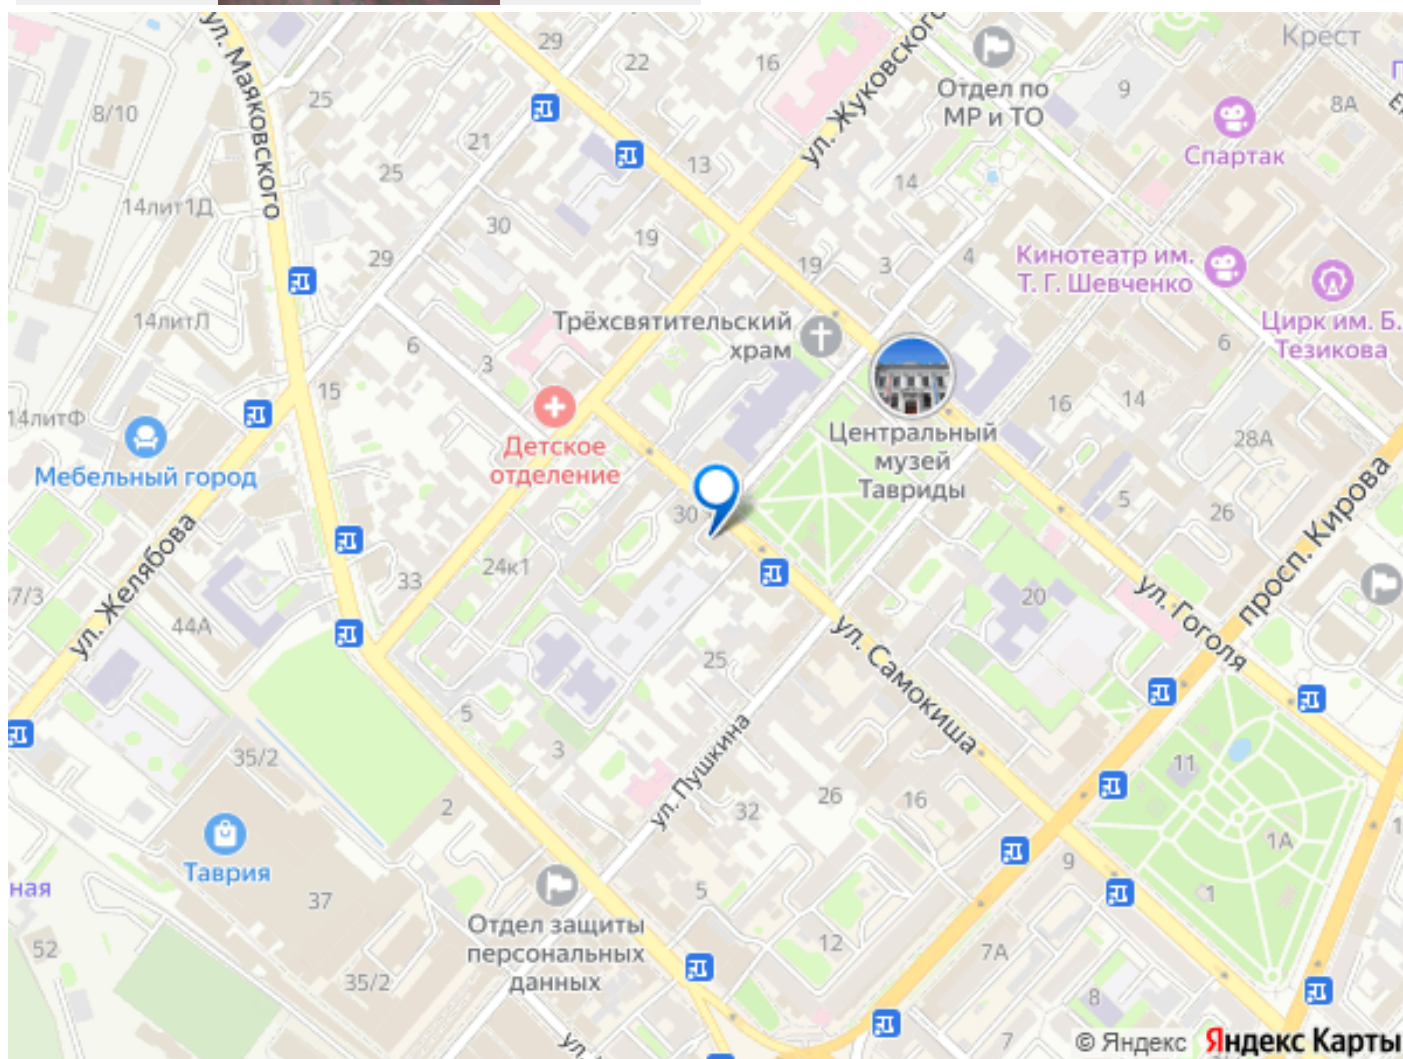 ул. Маяковского
29
22
16
Отдел по
МР и ТО
9
Крест
8А
Спартак
8/10
25
21
13
ул. Жуковского
14
25
14лит1Д
30
19
29
19
3
4
Кинотеатр им.
Т. Г. Шевченко
Цирк им. Б.
Тезикова
14литЛ
6
3
Трёхсвятительский
храм
6
15
14литФ
Мебельный город
Детское
отделение
Центральный
музей
Тавриды
16
14
28А
5
26
просп. Кирова
30
ул. Желябова
37/3
44А
33
24к1
20
ул. Гоголя
ул. Самокиша
25
5
3
ул. Пушкина
35/2
2
32
26
16
11
1А
1
Таврия
37
ная
9
1
5
12
7А
Отдел защиты
персональных
данных
52
35/2
8
7
ул.
© Яндекс Яндекс Карты